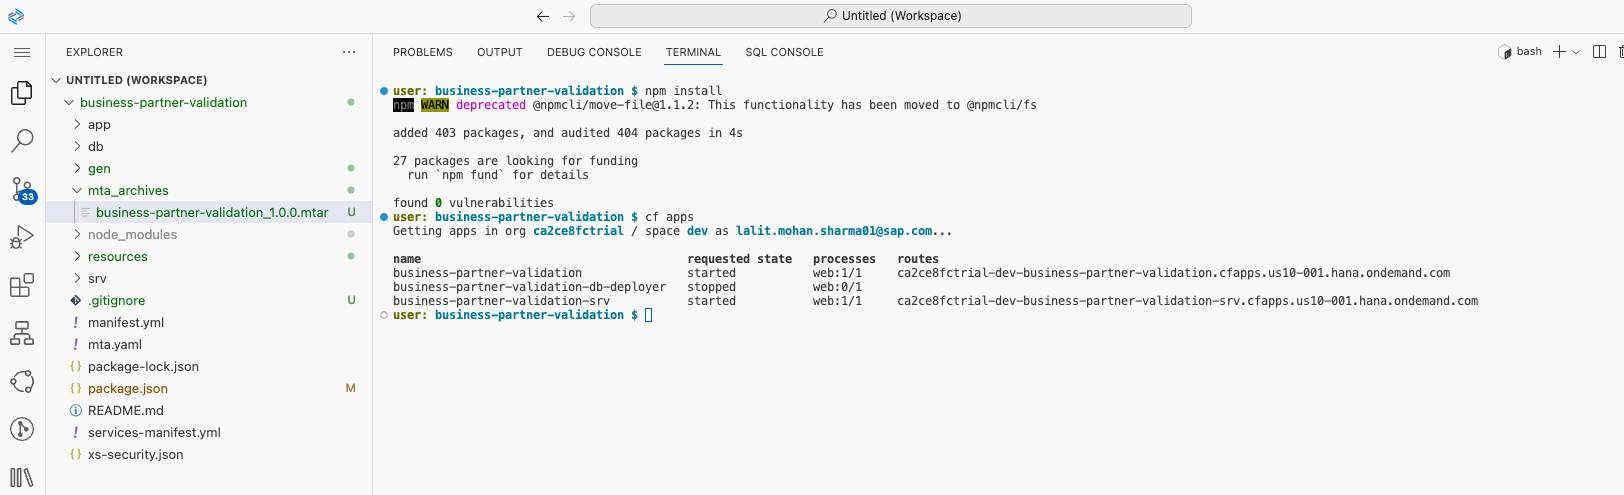 Untitled (Workspace)
EXPLORER
UNTITLED (WORKSPACE)
business-partner-validation
app
db
gen
mta_archives
business-partner-validation_1.0.0.mtar U
node_modules
resources
srv
.gitignore U
manifest.yml
mta.yaml
package-lock.json
package.json M
README.md
services-manifest.yml
xs-security.json
33
PROBLEMS OUTPUT DEBUG CONSOLE TERMINAL SQL CONSOLE
bash
user: business-partner-validation $ npm install
npm WARN deprecated @npmcli/move-file@1.1.2: This functionality has been moved to @npmcli/fs
added 403 packages, and audited 404 packages in 4s
27 packages are looking for funding
run `npm fund` for details
found 0 vulnerabilities
user: business-partner-validation $ cf apps
Getting apps in org ca2ce8fctrial / space dev as lalit.mohan.sharma01@sap.com...
name requested state processes routes
business-partner-validation started web:1/1 ca2ce8fctrial-dev-business-partner-validation.cfapps.us10-001.hana.ondemand.com
business-partner-validation-db-deployer stopped web:0/1
business-partner-validation-srv started web:1/1 ca2ce8fctrial-dev-business-partner-validation-srv.cfapps.us10-001.hana.ondemand.com
user: business-partner-validation $